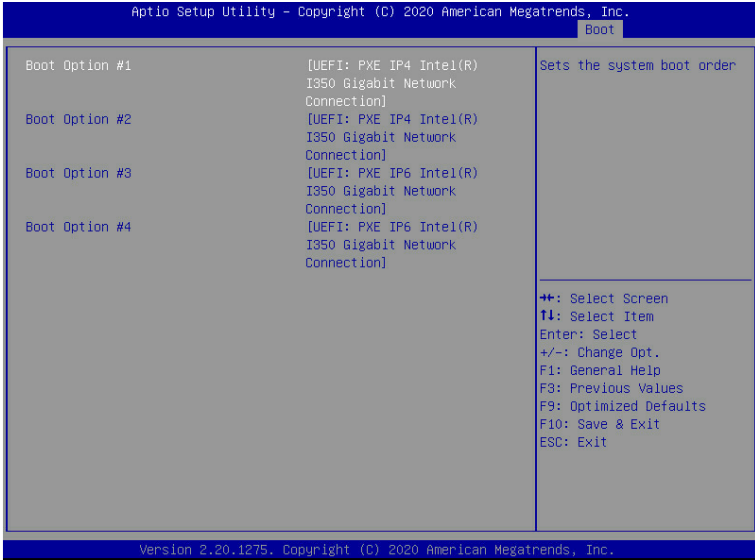 Aptio Setup Utility – Copyright (C) 2020 American Megatrends, Inc.
Boot
Boot Option #1 [UEFI: PXE IP4 Intel(R)
I350 Gigabit Network
Connection]
Boot Option #2 [UEFI: PXE IP4 Intel(R)
I350 Gigabit Network
Connection]
Boot Option #3 [UEFI: PXE IP6 Intel(R)
I350 Gigabit Network
Connection]
Boot Option #4 [UEFI: PXE IP6 Intel(R)
I350 Gigabit Network
Connection]
Sets the system boot order
→←: Select Screen
↑↓: Select Item
Enter: Select
+/-: Change Opt.
F1: General Help
F3: Previous Values
F9: Optimized Defaults
F10: Save & Exit
ESC: Exit
Version 2.20.1275. Copyright (C) 2020 American Megatrends, Inc.